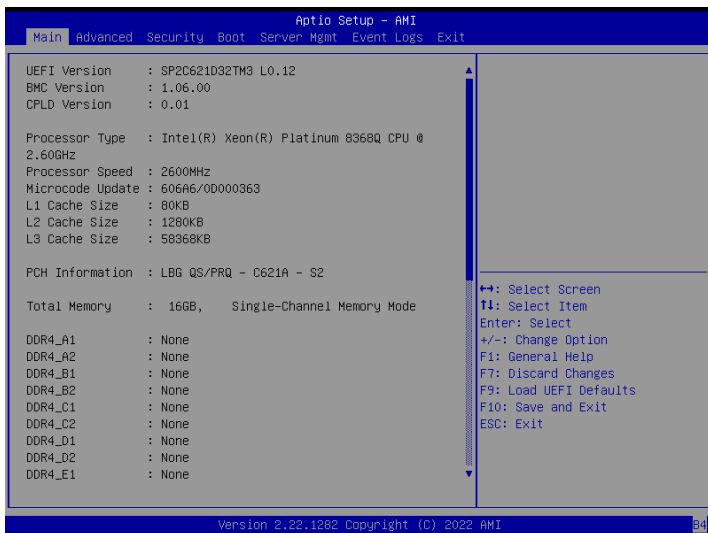 Aptio Setup - AMI
Main Advanced Security Boot Server Mgmt Event Logs Exit
UEFI Version : SP2C621D32TM3 L0.12
BMC Version : 1.06.00
CPLD Version : 0.01
Processor Type : Intel(R) Xeon(R) Platinum 8368Q CPU @
2.60GHz
Processor Speed : 2600MHz
Microcode Update : 606A6/0D000363
L1 Cache Size : 80KB
L2 Cache Size : 1280KB
L3 Cache Size : 58368KB
PCH Information : LBG QS/PRQ - C621A - S2
Total Memory : 16GB, Single-Channel Memory Mode
DDR4_A1 : None
DDR4_A2 : None
DDR4_B1 : None
DDR4_B2 : None
DDR4_C1 : None
DDR4_C2 : None
DDR4_D1 : None
DDR4_D2 : None
DDR4_E1 : None
↔: Select Screen
↑↓: Select Item
Enter: Select
+/-: Change Option
F1: General Help
F7: Discard Changes
F9: Load UEFI Defaults
F10: Save and Exit
ESC: Exit
Version 2.22.1282 Copyright (C) 2022 AMI
B4